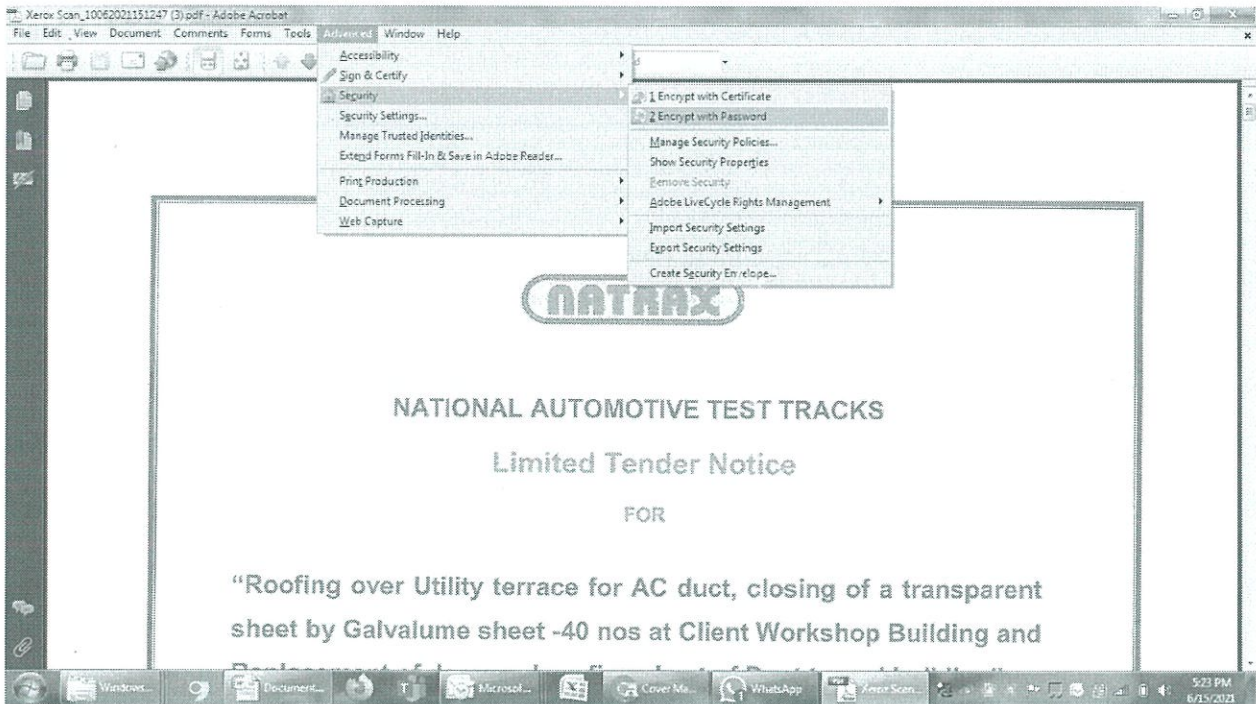 Xerox Scan_10062021151247 (3).pdf - Adobe Acrobat
File Edit View Document Comments Forms Tools Advanced Window Help
Accessibility
Sign & Certify
Security
Security Settings...
Manage Trusted Identities...
Extend Forms Fill-In & Save in Adobe Reader...
Print Production
Document Processing
Web Capture
1 Encrypt with Certificate
2 Encrypt with Password
Manage Security Policies...
Show Security Properties
Remove Security
Adobe LiveCycle Rights Management
Import Security Settings
Export Security Settings
Create Security Envelope...
NATRAX
NATIONAL AUTOMOTIVE TEST TRACKS
Limited Tender Notice
FOR
“Roofing over Utility terrace for AC duct, closing of a transparent
sheet by Galvalume sheet -40 nos at Client Workshop Building and
Windows... Document... Microsof... Cover Ma... WhatsApp Xerox Scan... 5:23 PM
6/15/2021